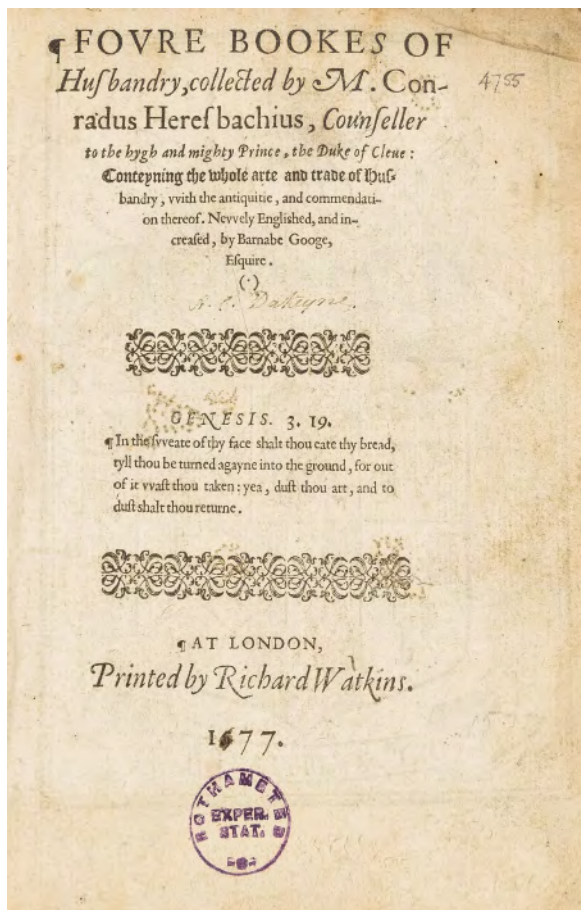 ¶FOVRE BOOKES OF
Huſbandry,collected by M. Con-
4755
radus Hereſbachius, Counſeller
to the hygh and mighty Prince, the Duke of Cleue:
Conteyning the whole arte and trade of Huſ-
bandry, vvith the antiquitie, and commendati-
on thereof. Nevvely Engliſhed, and in-
creaſed, by Barnabe Googe,
Eſquire.
(.)
Dakeyne.
GENESIS. 3. 19.
¶In the ſvveate of thy face shalt thou eate thy bread,
tyll thou be turned agayne into the ground, for out
of it vvaſt thou taken: yea, duſt thou art, and to
duſt shalt thou returne.
¶AT LONDON,
Printed by Richard Watkins.
1677.
ROTHAMSTED
EXPER.
STAT.